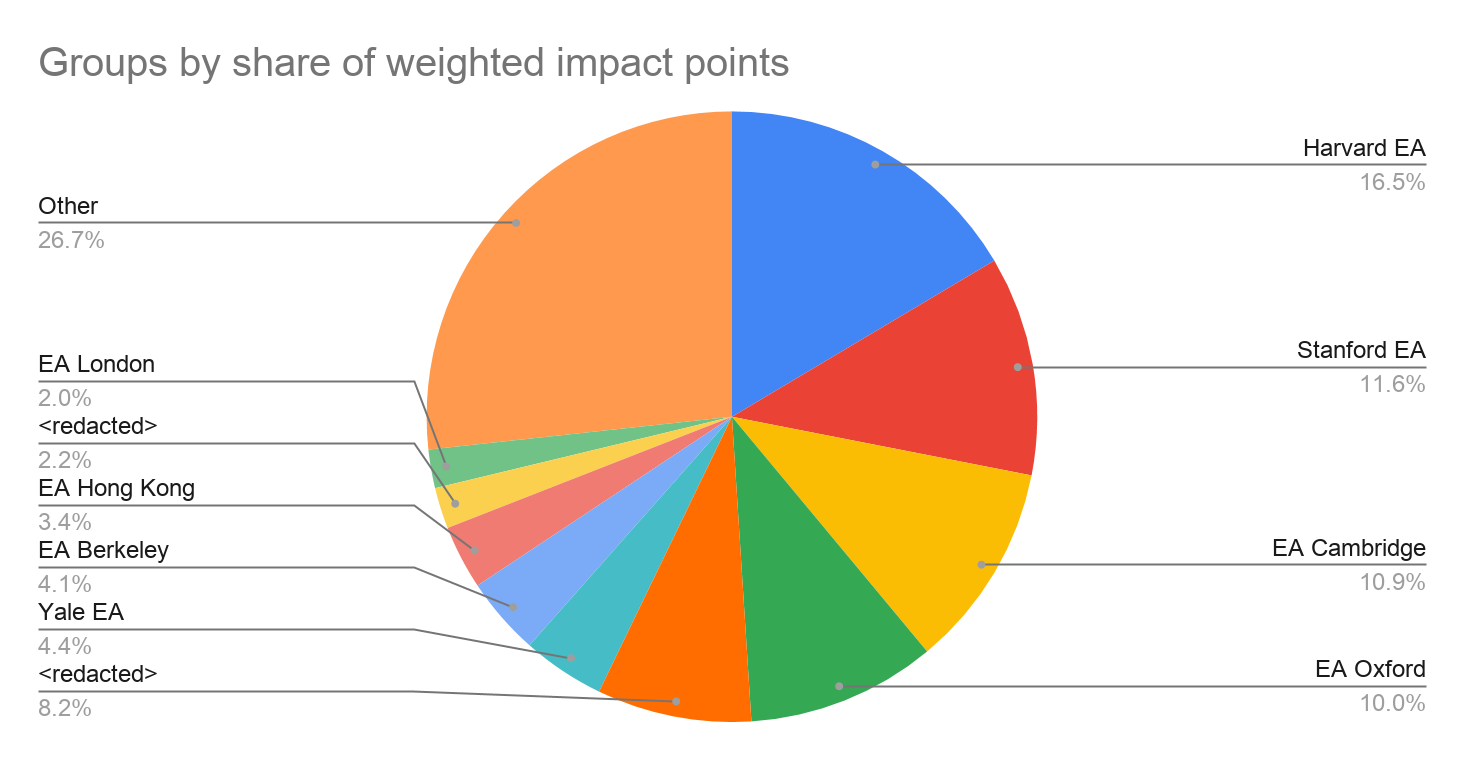 Groups by share of weighted impact points
Harvard EA
16.5%
Stanford EA
11.6%
EA Cambridge
10.9%
EA Oxford
10.0%
Other
26.7%
EA London
2.0%
<redacted>
2.2%
EA Hong Kong
3.4%
EA Berkeley
4.1%
Yale EA
4.4%
<redacted>
8.2%